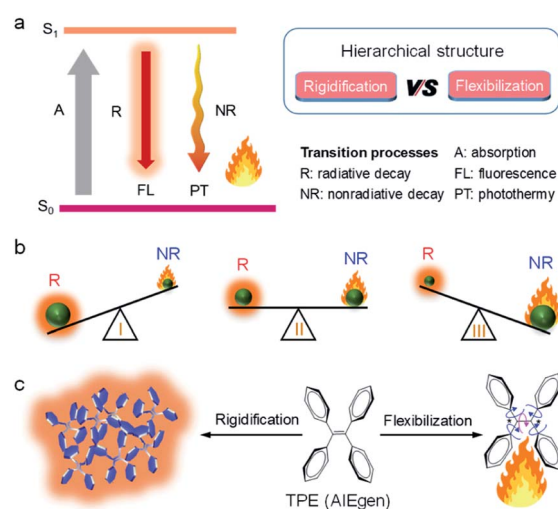 a
S1
A
R
NR
FL
PT
S0
Hierarchical structure
Rigidification VS Flexibilization
Transition processes A: absorption
R: radiative decay FL: fluorescence
NR: nonradiative decay PT: photothermy
b
R NR
I
R NR
II
R NR
III
c
Rigidification
Flexibilization
TPE (AIEgen)